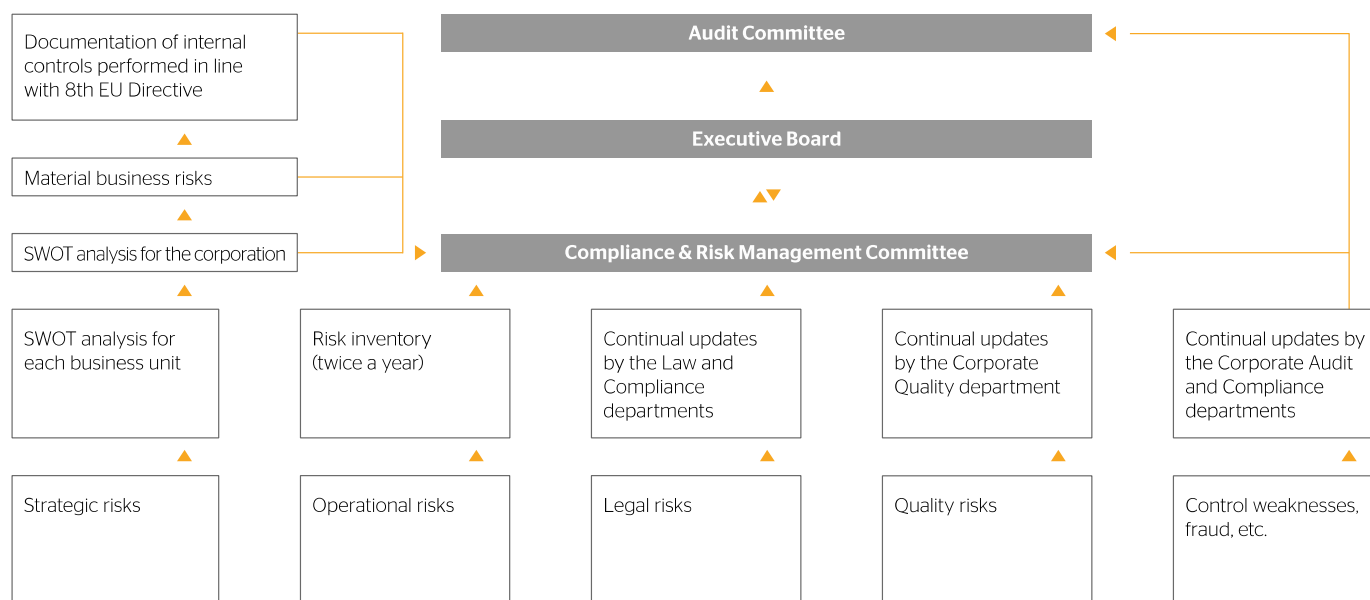 Documentation of internal
controls performed in line
with 8th EU Directive
Audit Committee
Executive Board
Material business risks
SWOT analysis for the corporation
Compliance & Risk Management Committee
SWOT analysis for
each business unit
Risk inventory
(twice a year)
Continual updates
by the Law and
Compliance
departments
Continual updates
by the Corporate
Quality department
Continual updates by
the Corporate Audit
and Compliance
departments
Strategic risks
Operational risks
Legal risks
Quality risks
Control weaknesses,
fraud, etc.